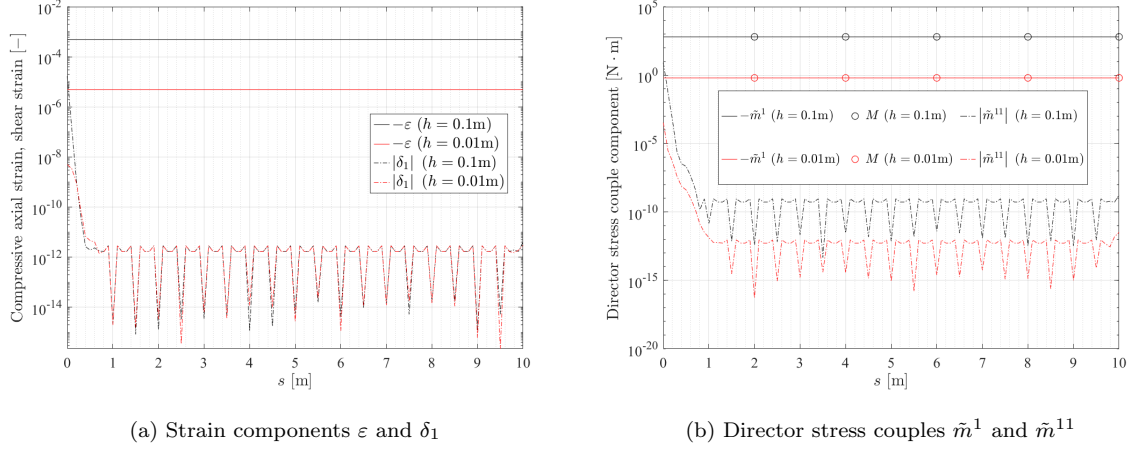 Compressive axial strain, shear strain [−]
10^{-2}
10^{-4}
10^{-6}
10^{-8}
10^{-10}
10^{-12}
10^{-14}
−ε (h = 0.1m)
−ε (h = 0.01m)
|δ_1| (h = 0.1m)
|δ_1| (h = 0.01m)
0 1 2 3 4 5 6 7 8 9 10
s [m]
(a) Strain components ε and δ_1
Director stress couple component [N · m]
10^5
10^0
10^{-5}
10^{-10}
10^{-15}
10^{-20}
−m̃^1 (h = 0.1m) M (h = 0.1m) |m̃^{11}| (h = 0.1m)
−m̃^1 (h = 0.01m) M (h = 0.01m) |m̃^{11}| (h = 0.01m)
0 1 2 3 4 5 6 7 8 9 10
s [m]
(b) Director stress couples m̃^1 and m̃^{11}